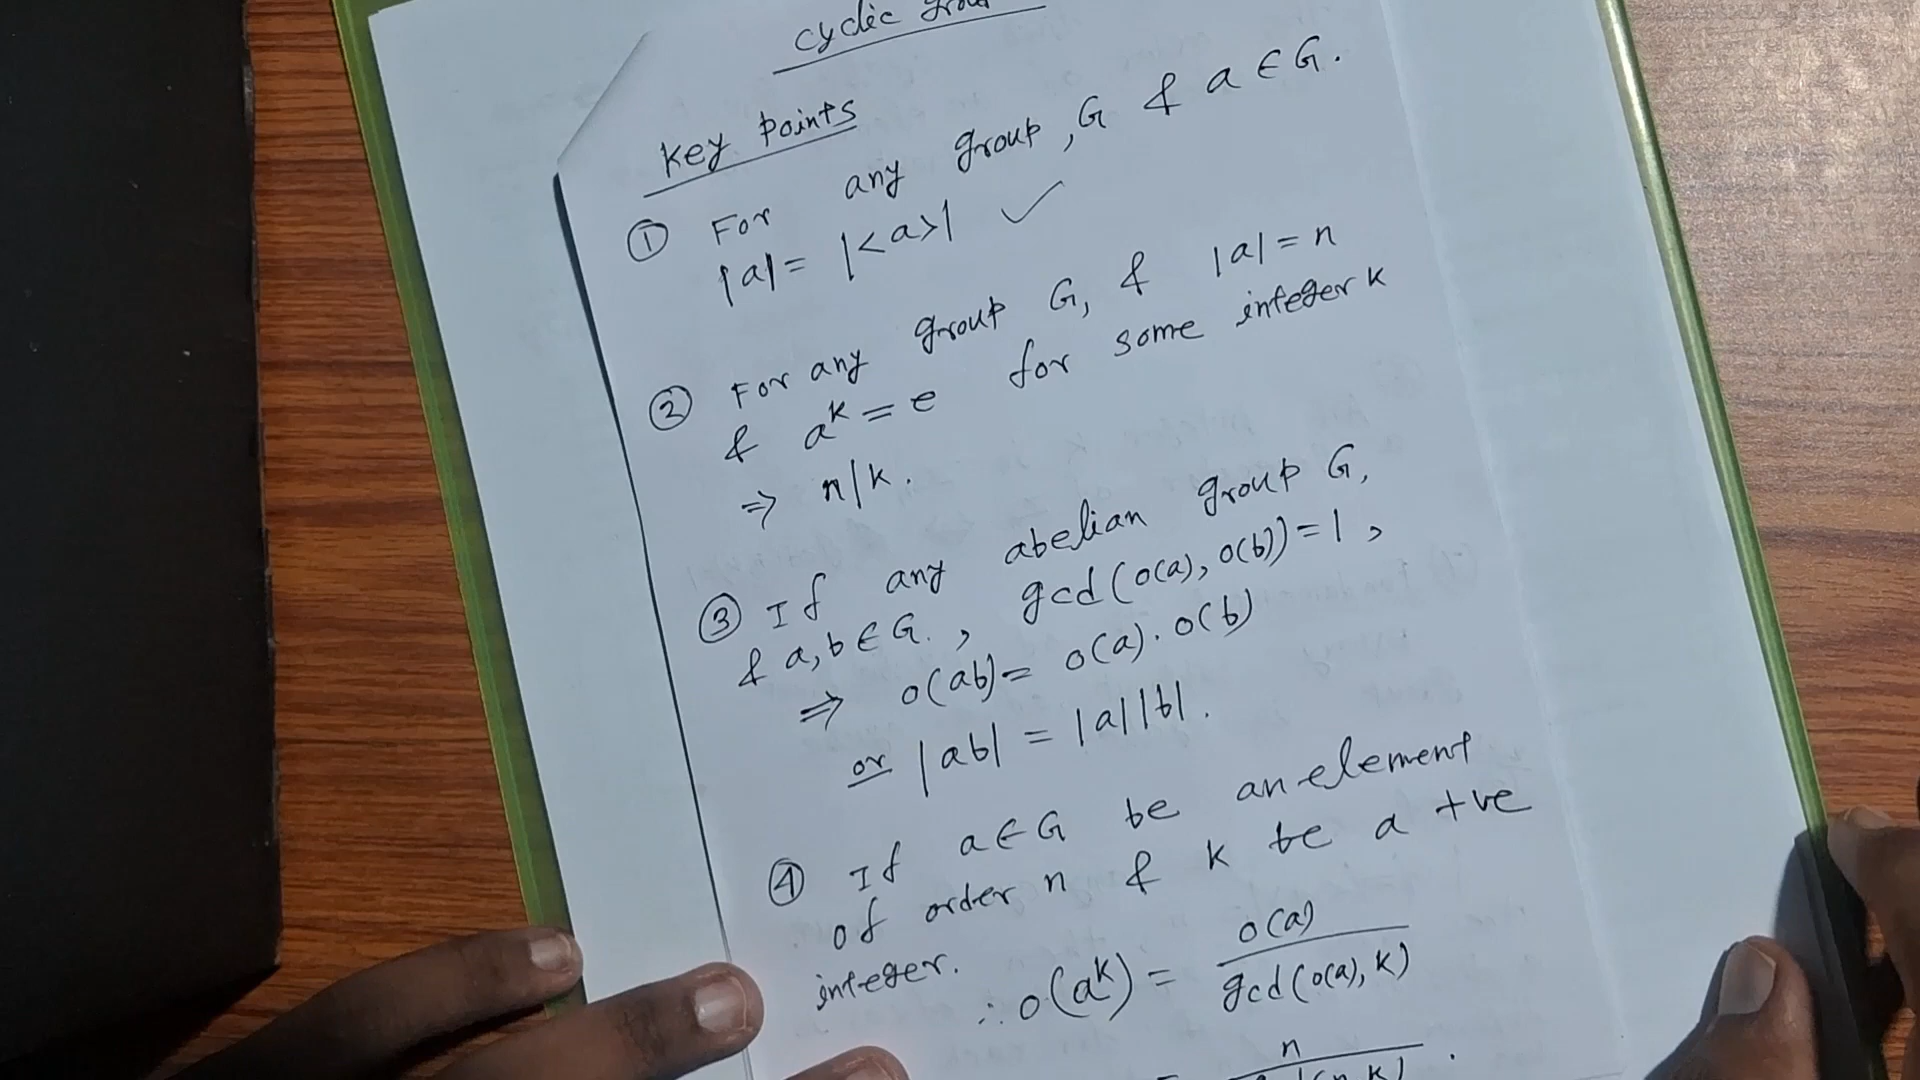 cyclic
Key points
① For any group, G & a ∈ G.
|a| = |<a>| ✓
② For any group G, & |a| = n
& a^k = e for some integer k
⇒ n/k.
③ If any abelian group G,
& a, b ∈ G., gcd(o(a), o(b)) = 1,
⇒ o(ab) = o(a). o(b)
or |ab| = |a||b|.
④ If a ∈ G be an element
of order n & k be a +ve
integer.
∴ o(a^k) = o(a) / gcd(o(a), k)
= n / (n, k) .